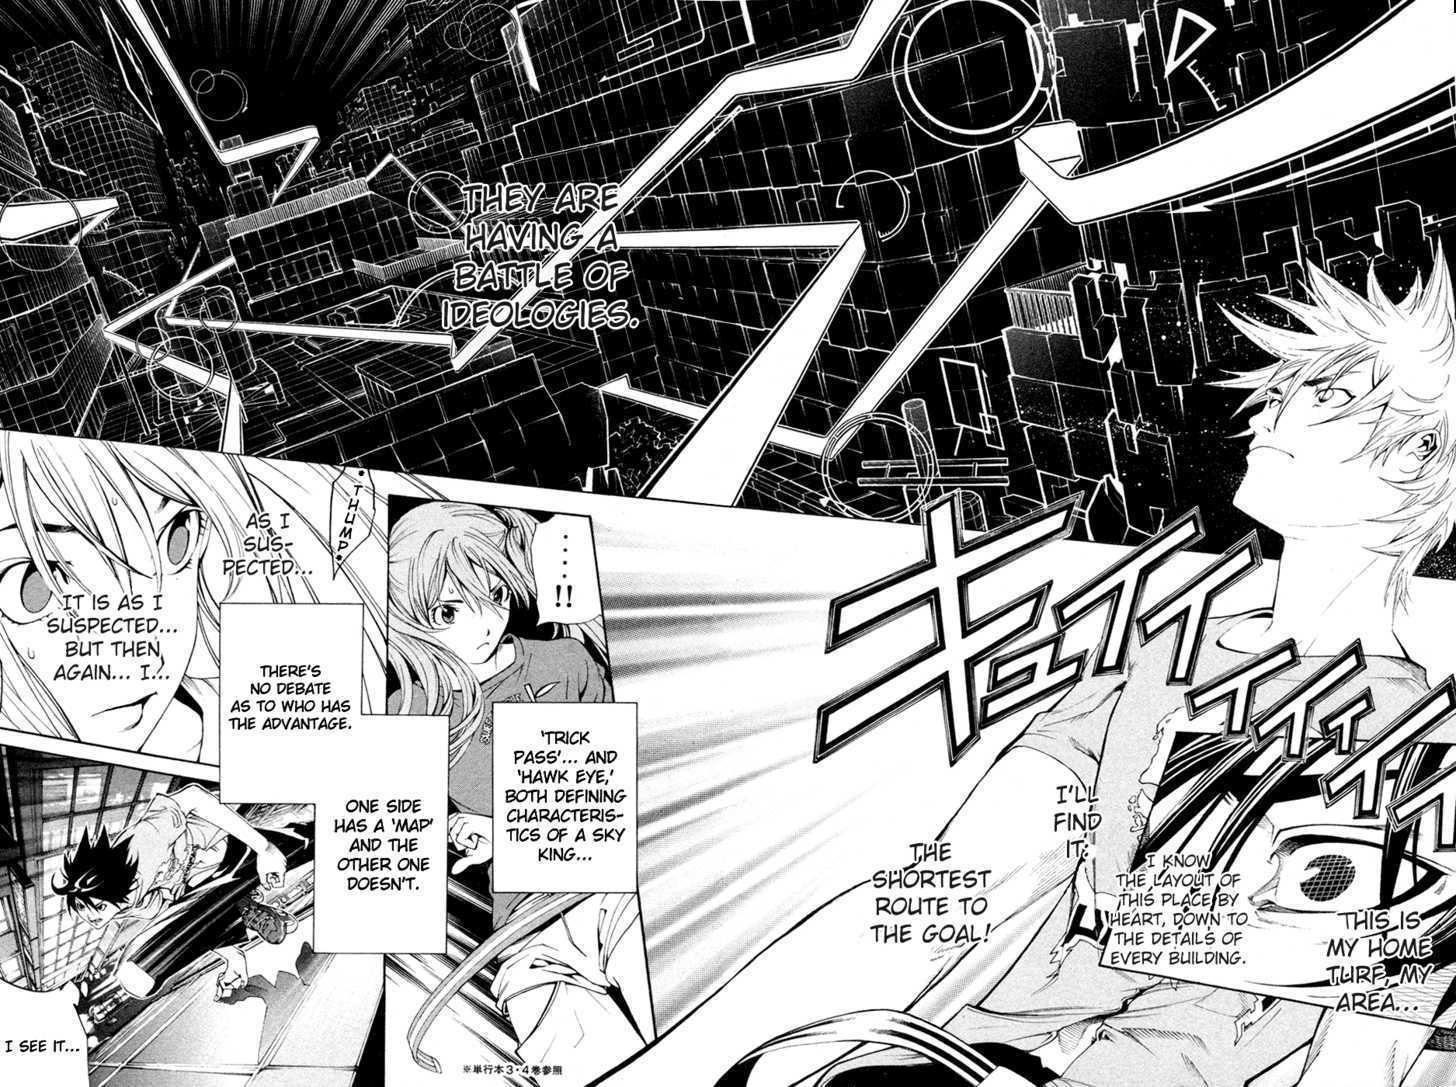 THIS IS
MY HOME
TURF, MY
AREA...
I KNOW
THE LAYOUT OF
THIS PLACE BY
HEART, DOWN TO
THE DETAILS OF
EVERY BUILDING.
I'LL
FIND
IT:
THE
SHORTEST
ROUTE TO
THE GOAL!
キュイイイイイイ
THEY ARE
HAVING A
BATTLE OF
IDEOLOGIES.
....!!
'TRICK
PASS'... AND
'HAWK EYE,'
BOTH DEFINING
CHARACTERIS-
TICS OF A SKY
KING...
※単行本3・4巻参照
THUMP
AS I
SUS-
PECTED...
THERE'S
NO DEBATE
AS TO WHO HAS
THE ADVANTAGE.
ONE SIDE
HAS A 'MAP'
AND THE
OTHER ONE
DOESN'T.
IT IS AS I
SUSPECTED...
BUT THEN
AGAIN... I...
I SEE IT...